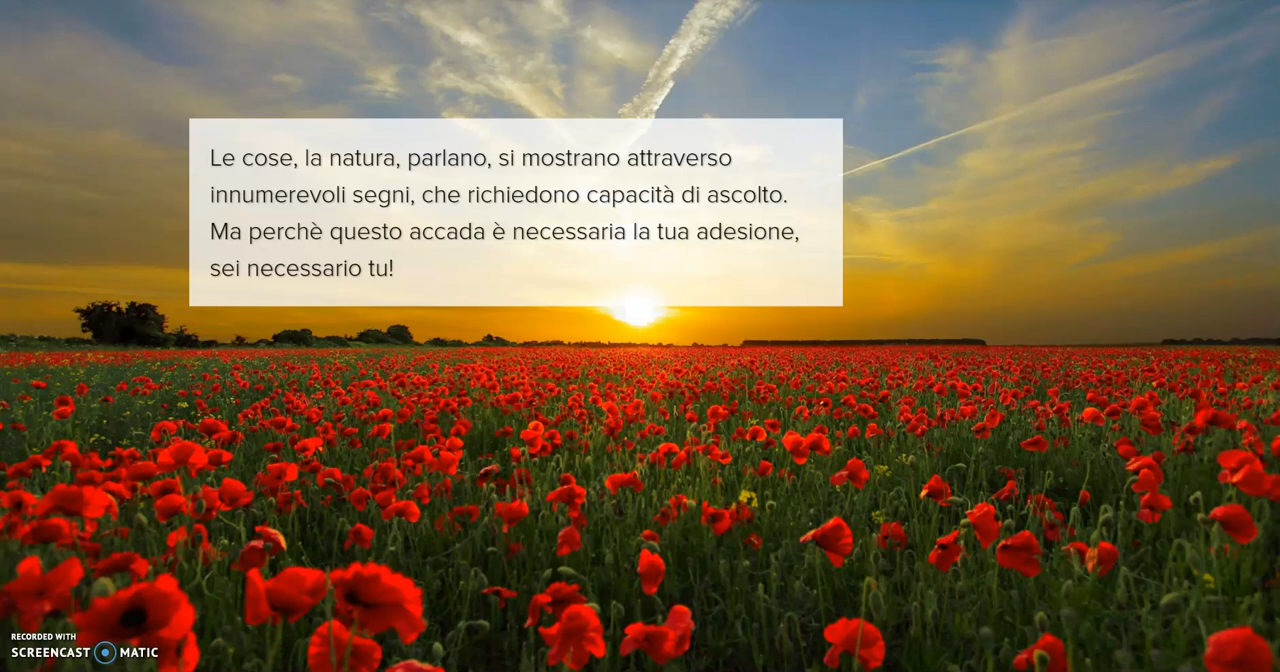 Le cose, la natura, parlano, si mostrano attraverso
innumerevoli segni, che richiedono capacità di ascolto.
Ma perchè questo accada è necessaria la tua adesione,
sei necessario tu!
RECORDED WITH
SCREENCAST MATIC